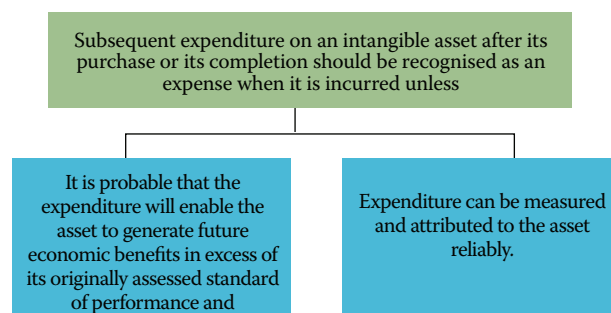 Subsequent expenditure on an intangible asset after its
purchase or its completion should be recognised as an
expense when it is incurred unless
It is probable that the
expenditure will enable the
asset to generate future
economic benefits in excess of
its originally assessed standard
of performance and
Expenditure can be measured
and attributed to the asset
reliably.